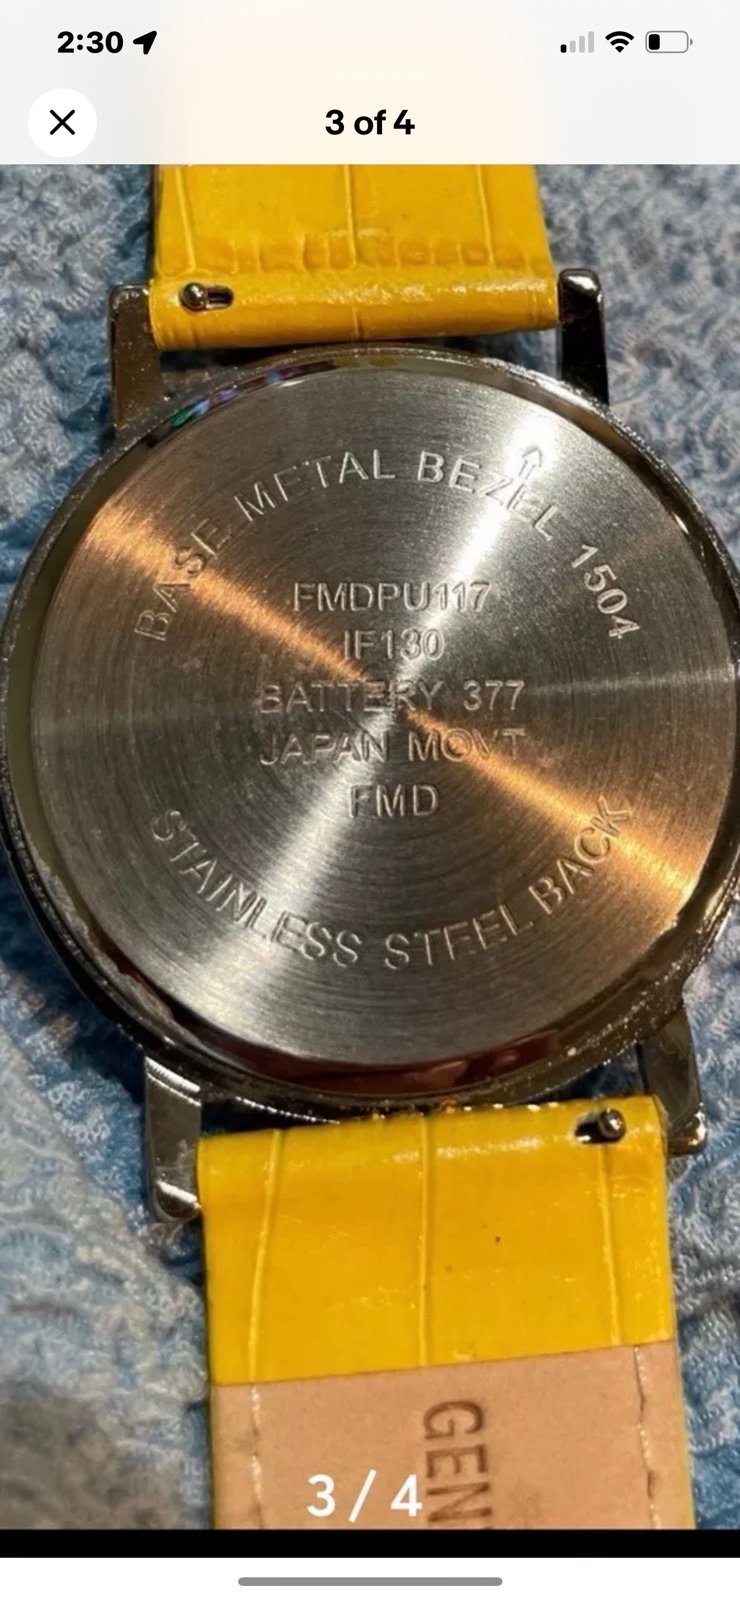 2:30
3 of 4
BASE METAL BEZEL 1504
FMDPU117
IF130
BATTERY 377
JAPAN MOVT
FMD
STAINLESS STEEL BACK
GEN
3/4